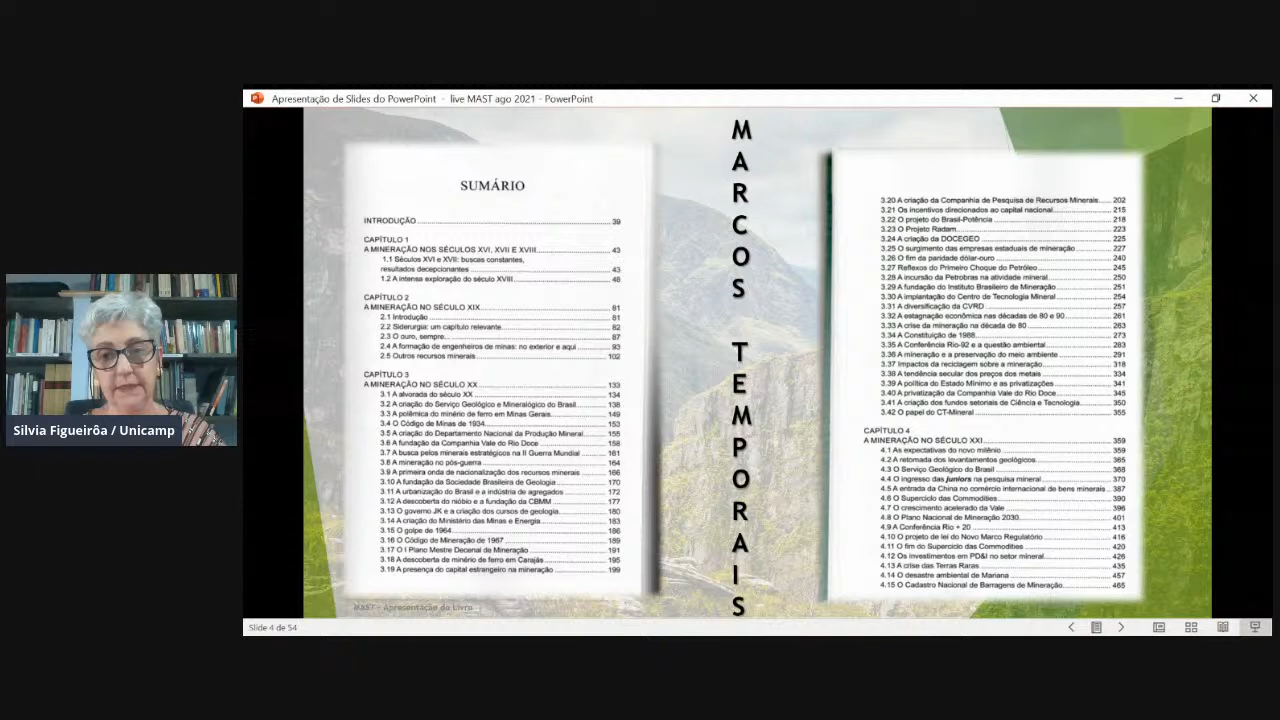 Apresentação de Slides do PowerPoint - live MAST ago 2021 - PowerPoint
SUMÁRIO
INTRODUÇÃO 39
CAPÍTULO 1
A MINERAÇÃO NOS SÉCULOS XVI, XVII E XVIII 43
1.1 Séculos XVI e XVII: buscas constantes,
resultados decepcionantes 43
1.2 A intensa exploração do século XVIII 48
CAPÍTULO 2
A MINERAÇÃO NO SÉCULO XIX 81
2.1 Introdução 81
2.2 Siderurgia: um capítulo relevante 82
2.3 O ouro, sempre 87
2.4 A formação de engenheiros de minas: no exterior e aqui 93
2.5 Outros recursos minerais 102
CAPÍTULO 3
A MINERAÇÃO NO SÉCULO XX 133
3.1 A alvorada do século XX 134
3.2 A criação do Serviço Geológico e Mineralógico do Brasil 138
3.3 A polêmica do minério de ferro em Minas Gerais 149
3.4 O Código de Minas de 1934 153
3.5 A criação do Departamento Nacional da Produção Mineral 155
3.6 A fundação da Companhia Vale do Rio Doce 158
3.7 A busca pelos minerais estratégicos na II Guerra Mundial 161
3.8 A mineração no pós-guerra 164
3.9 A primeira onda de nacionalização dos recursos minerais 166
3.10 A fundação da Sociedade Brasileira de Geologia 170
3.11 A urbanização do Brasil e a indústria de agregados 172
3.12 A descoberta do nióbio e a fundação da CBMM 177
3.13 O governo JK e a criação dos cursos de geologia 180
3.14 A criação do Ministério das Minas e Energia 183
3.15 O golpe de 1964 186
3.16 O Código de Mineração de 1967 189
3.17 O I Plano Mestre Decenal de Mineração 191
3.18 A descoberta de minério de ferro em Carajás 195
3.19 A presença do capital estrangeiro na mineração 199
MAST - Apresentação do Livro
MARCOS TEMPORAIS
3.20 A criação da Companhia de Pesquisa de Recursos Minerais 202
3.21 Os incentivos direcionados ao capital nacional 215
3.22 O projeto do Brasil-Potência 218
3.23 O Projeto Radam 223
3.24 A criação da DOCEGEO 225
3.25 O surgimento das empresas estaduais de mineração 227
3.26 O fim da paridade dólar-ouro 240
3.27 Reflexos do Primeiro Choque do Petróleo 245
3.28 A incursão da Petrobras na atividade mineral 250
3.29 A fundação do Instituto Brasileiro de Mineração 251
3.30 A implantação do Centro de Tecnologia Mineral 254
3.31 A diversificação da CVRD 257
3.32 A estagnação econômica nas décadas de 80 e 90 261
3.33 A crise da mineração na década de 80 263
3.34 A Constituição de 1988 273
3.35 A Conferência Rio-92 e a questão ambiental 283
3.36 A mineração e a preservação do meio ambiente 291
3.37 Impactos da reciclagem sobre a mineração 318
3.38 A tendência secular dos preços dos metais 334
3.39 A política do Estado Mínimo e as privatizações 341
3.40 A privatização da Companhia Vale do Rio Doce 345
3.41 A criação dos fundos setoriais de Ciência e Tecnologia 350
3.42 O papel do CT-Mineral 355
CAPÍTULO 4
A MINERAÇÃO NO SÉCULO XXI 359
4.1 As expectativas do novo milênio 359
4.2 A retomada dos levantamentos geológicos 365
4.3 O Serviço Geológico do Brasil 368
4.4 O ingresso das juniors na pesquisa mineral 370
4.5 A entrada da China no comércio internacional de bens minerais 387
4.6 O Superciclo das Commodities 390
4.7 O crescimento acelerado da Vale 396
4.8 O Plano Nacional de Mineração 2030 401
4.9 A Conferência Rio + 20 413
4.10 O projeto de lei do Novo Marco Regulatório 416
4.11 O fim do Superciclo das Commodities 420
4.12 Os investimentos em PD&I no setor mineral 426
4.13 A crise das Terras Raras 435
4.14 O desastre ambiental de Mariana 457
4.15 O Cadastro Nacional de Barragens de Mineração 465
Silvia Figueirôa / Unicamp
Slide 4 de 54